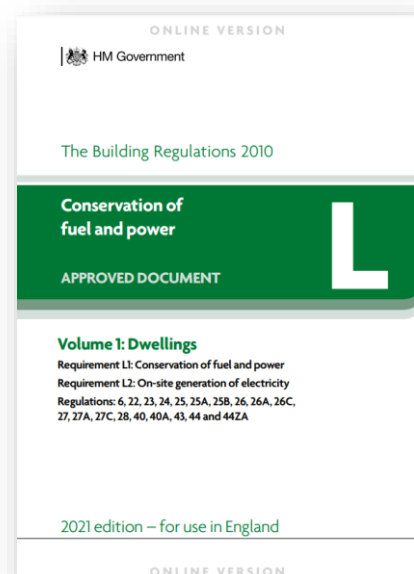 ONLINE VERSION
HM Government
The Building Regulations 2010
Conservation of
fuel and power
L
APPROVED DOCUMENT
Volume 1: Dwellings
Requirement L1: Conservation of fuel and power
Requirement L2: On-site generation of electricity
Regulations: 6, 22, 23, 24, 25, 25A, 25B, 26, 26A, 26C,
27, 27A, 27C, 28, 40, 40A, 43, 44 and 44ZA
2021 edition – for use in England
ONLINE VERSION